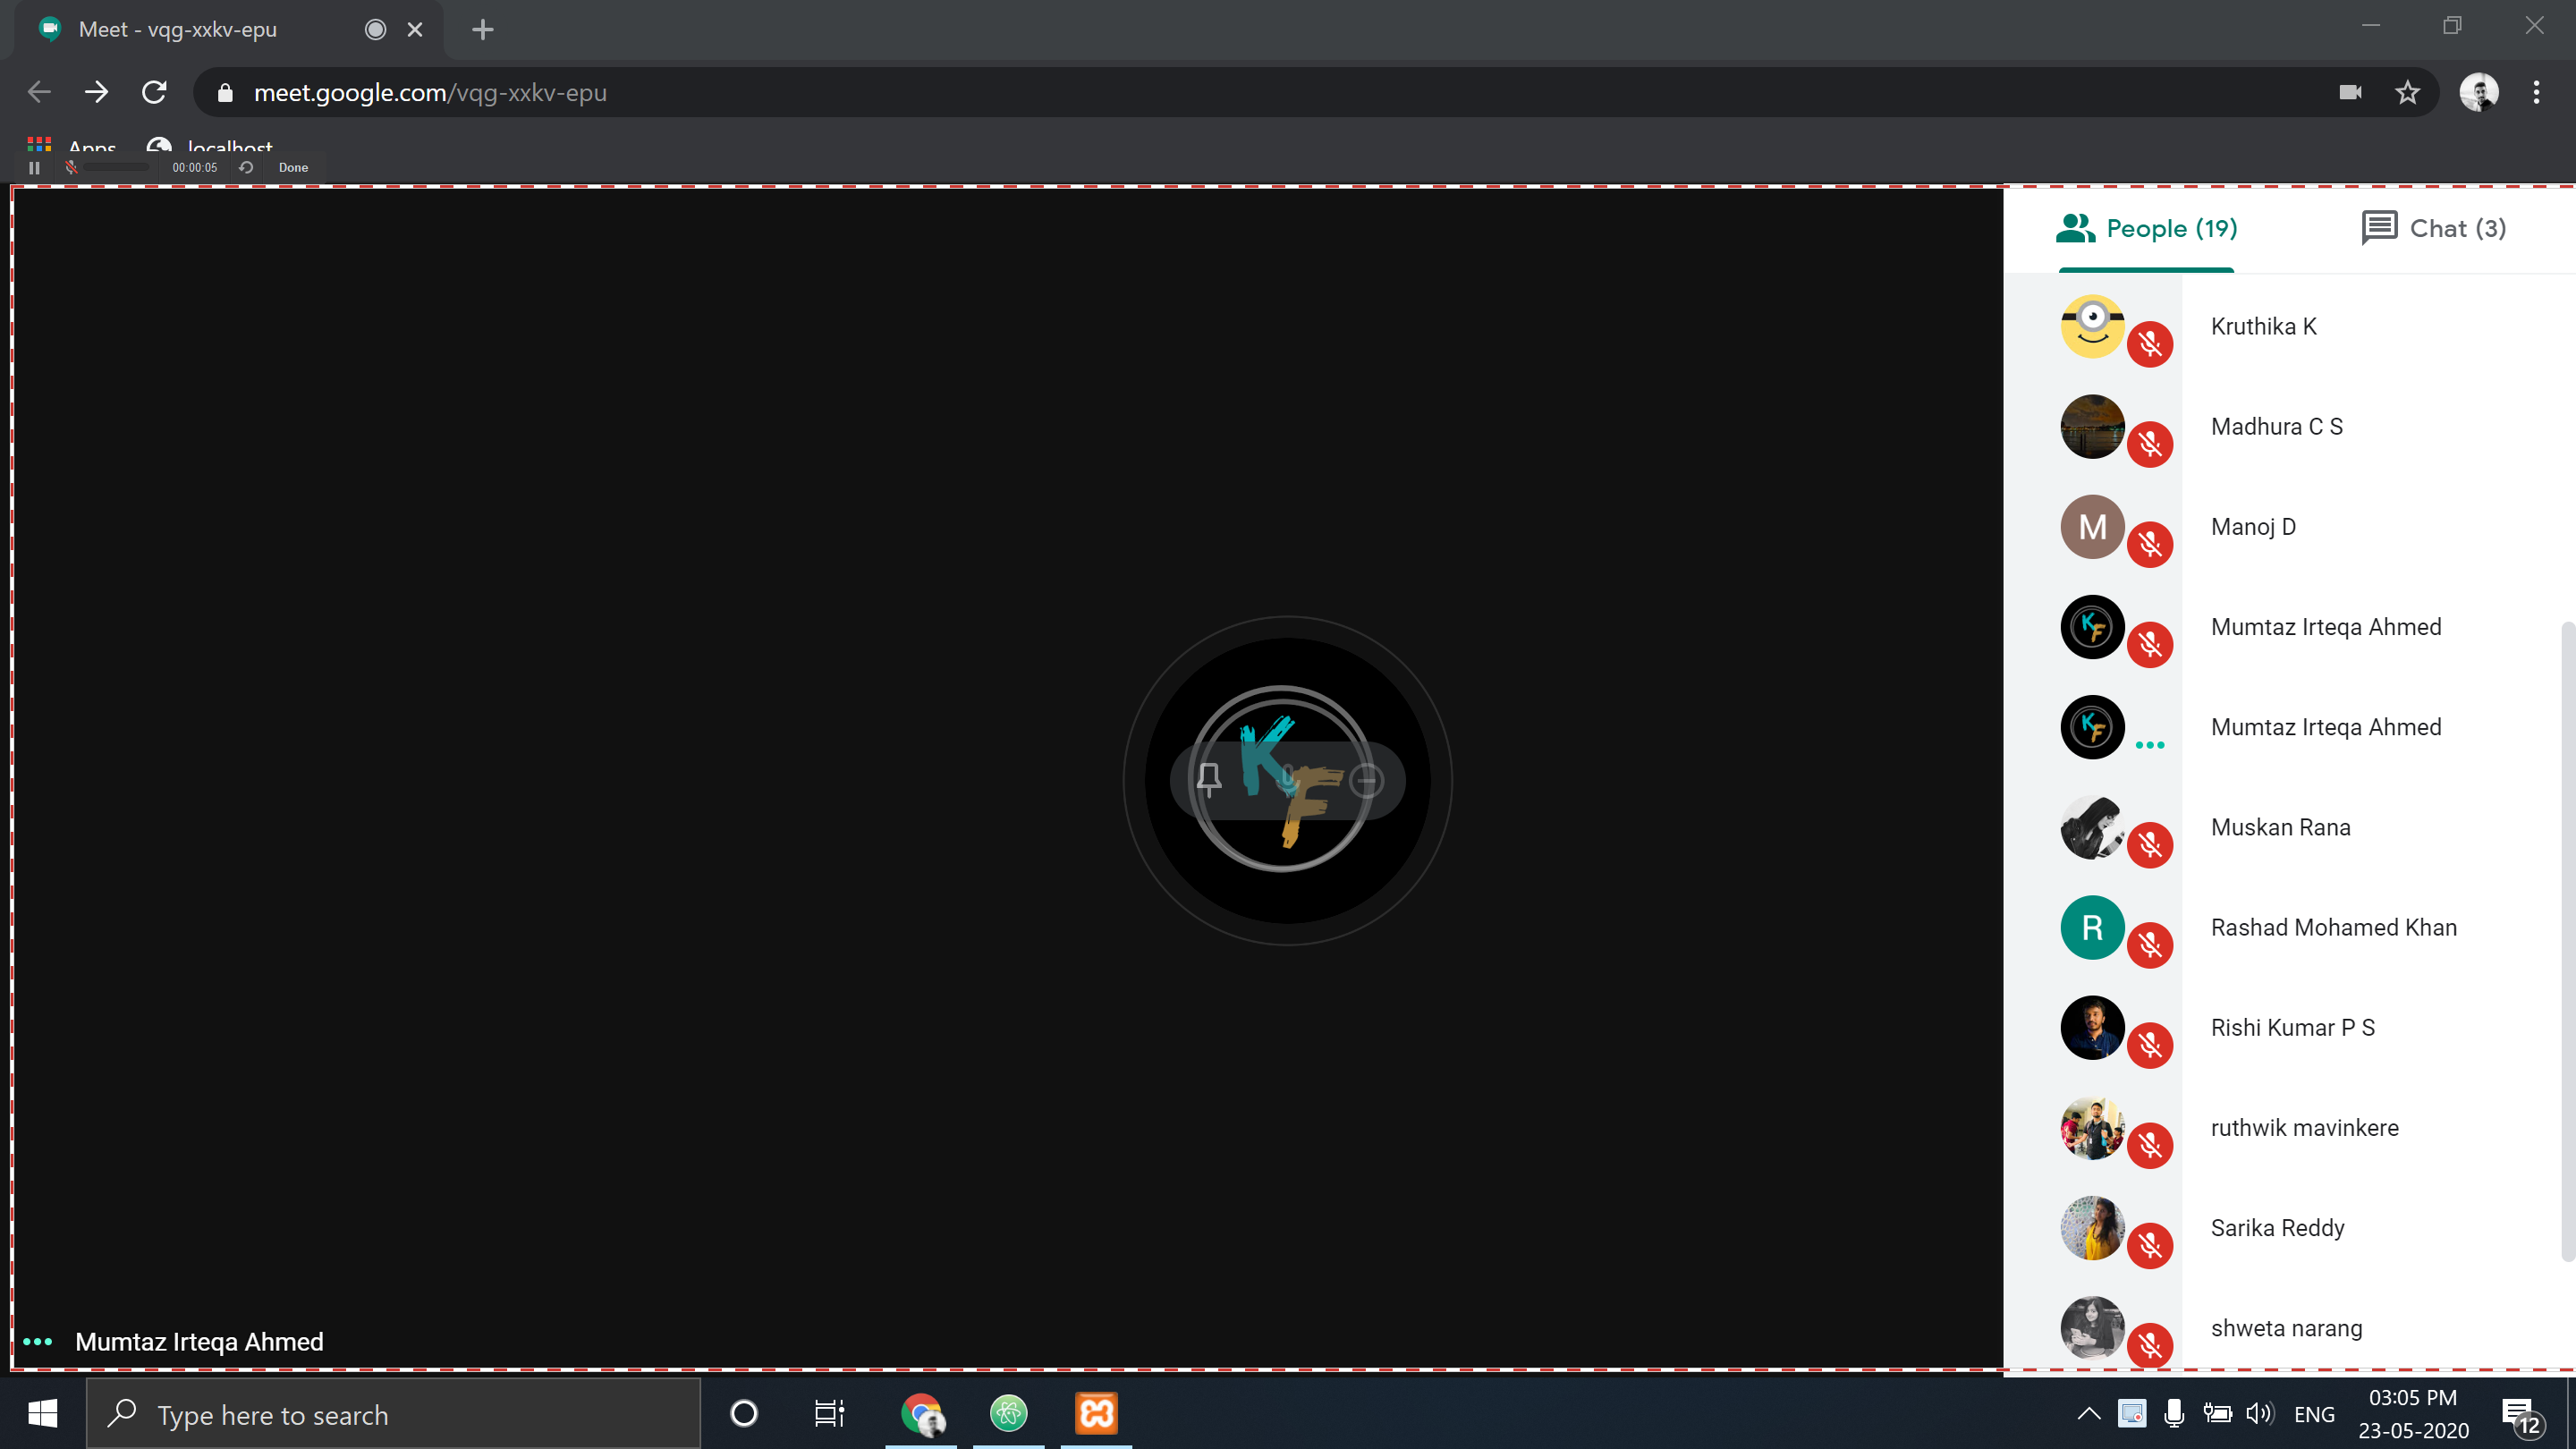 Meet - vqg-xxkv-epu
meet.google.com/vqg-xxkv-epu
Apps localhost
00:00:05 Done
People (19) Chat (3)
Kruthika K
Madhura C S
M Manoj D
KF Mumtaz Irteqa Ahmed
KF Mumtaz Irteqa Ahmed
KF
Muskan Rana
R Rashad Mohamed Khan
Rishi Kumar P S
ruthwik mavinkere
Sarika Reddy
shweta narang
Mumtaz Irteqa Ahmed
Type here to search
ENG
03:05 PM
23-05-2020
12